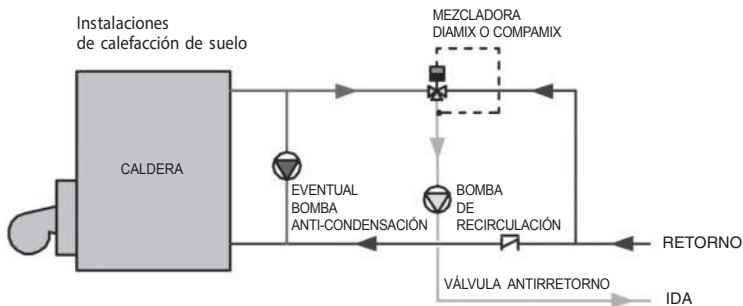 Instalaciones
de calefacción de suelo
MEZCLADORA
DIAMIX O COMPAMIX
CALDERA
EVENTUAL
BOMBA
ANTI-CONDENSACIÓN
BOMBA
DE
RECIRCULACIÓN
RETORNO
VÁLVULA ANTIRRETORNO
IDA